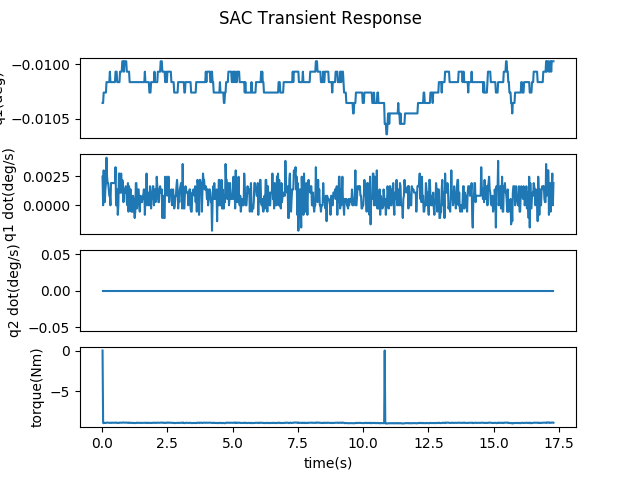 SAC Transient Response
−0.0100
−0.0105
q1(deg)
0.0025
0.0000
q1 dot(deg/s)
0.05
0.00
−0.05
q2 dot(deg/s)
0
−5
torque(Nm)
0.0 2.5 5.0 7.5 10.0 12.5 15.0 17.5
time(s)